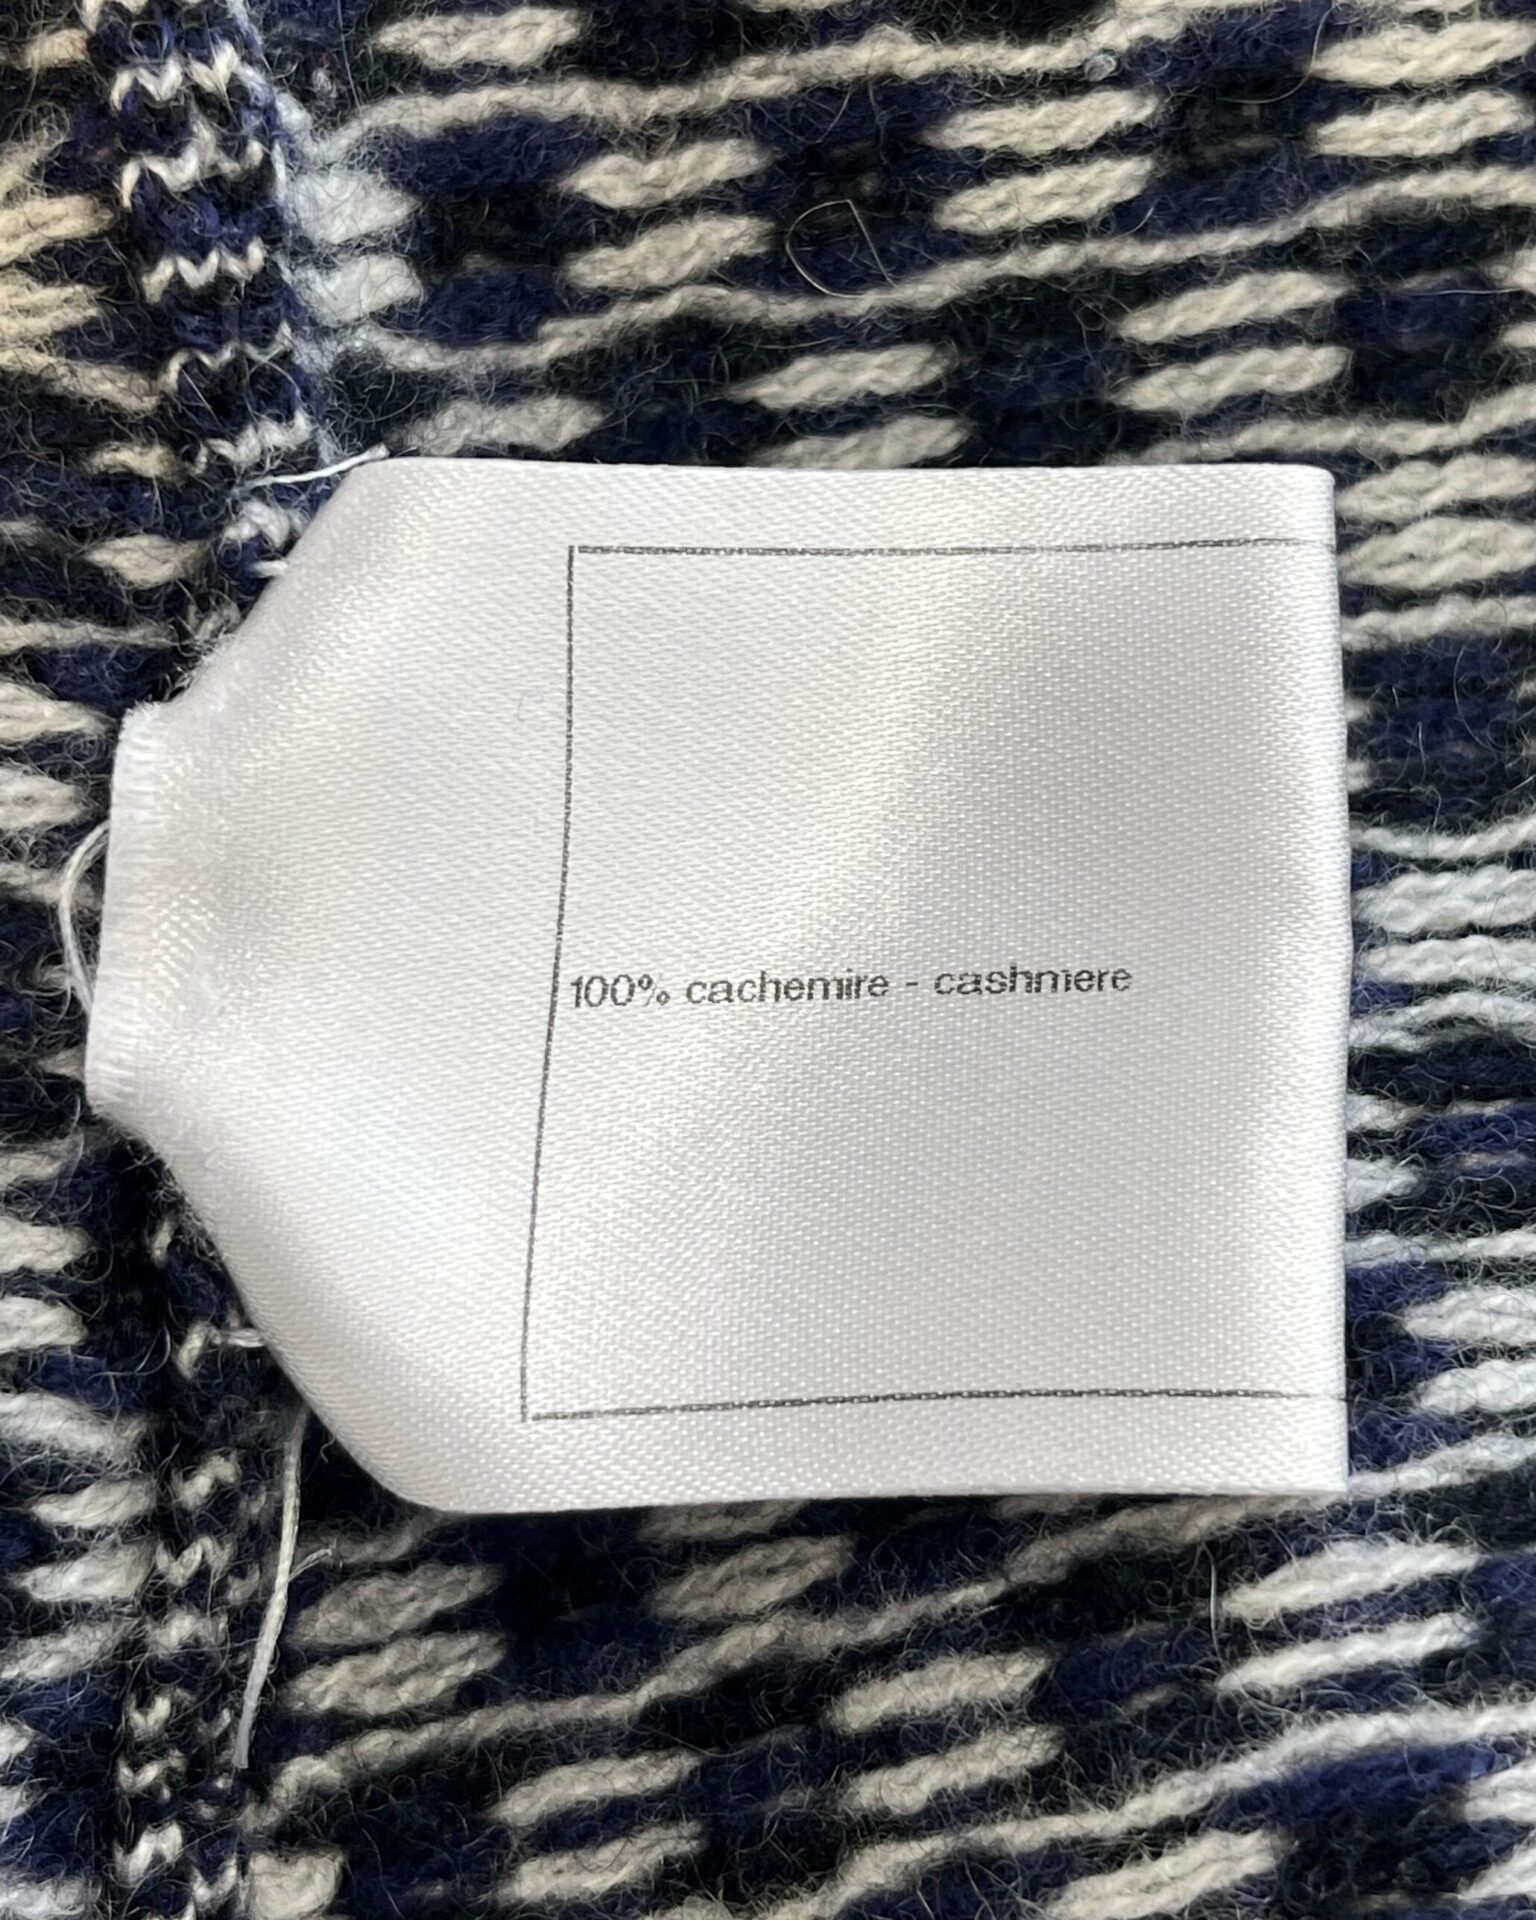 100% cachemire - cashmere